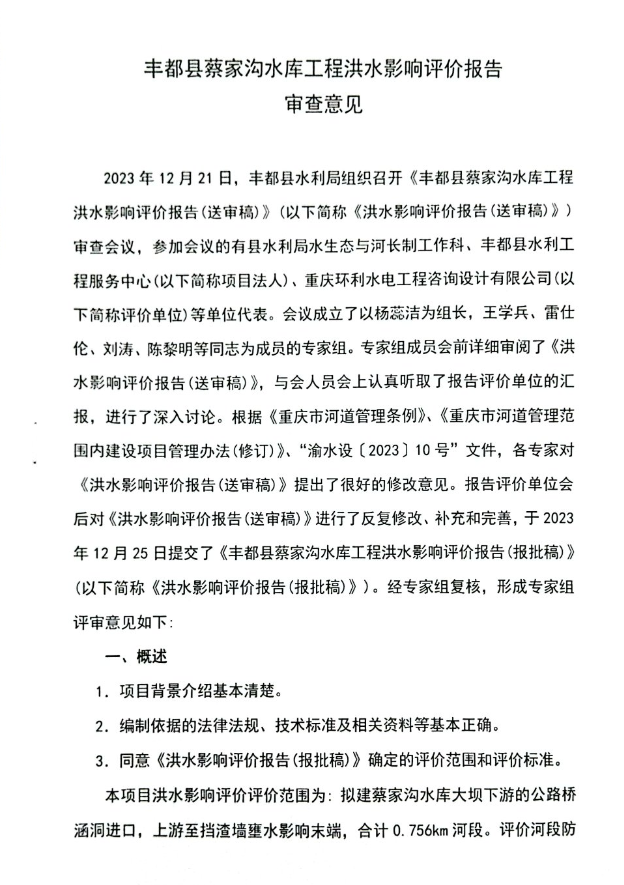 丰都县蔡家沟水库工程洪水影响评价报告
审查意见
2023 年 12 月 21 日，丰都县水利局组织召开《丰都县蔡家沟水库工程
洪水影响评价报告(送审稿)》(以下简称《洪水影响评价报告(送审稿)》)
审查会议，参加会议的有县水利局水生态与河长制工作科、丰都县水利工
程服务中心(以下简称项目法人)、重庆环利水电工程咨询设计有限公司(以
下简称评价单位)等单位代表。会议成立了以杨蕊洁为组长，王学兵、雷仕
伦、刘涛、陈黎明等同志为成员的专家组。专家组成员会前详细审阅了《洪
水影响评价报告(送审稿)》，与会人员会上认真听取了报告评价单位的汇
报，进行了深入讨论。根据《重庆市河道管理条例》、《重庆市河道管理范
围内建设项目管理办法(修订)》、“渝水设〔2023〕10 号”文件，各专家对
《洪水影响评价报告(送审稿)》提出了很好的修改意见。报告评价单位会
后对《洪水影响评价报告(送审稿)》进行了反复修改、补充和完善，于 2023
年 12 月 25 日提交了《丰都县蔡家沟水库工程洪水影响评价报告(报批稿)》
(以下简称《洪水影响评价报告(报批稿)》)。经专家组复核，形成专家组
评审意见如下:
一、概述
1. 项目背景介绍基本清楚。
2. 编制依据的法律法规、技术标准及相关资料等基本正确。
3. 同意《洪水影响评价报告(报批稿)》确定的评价范围和评价标准。
本项目洪水影响评价评价范围为: 拟建蔡家沟水库大坝下游的公路桥
涵洞进口，上游至挡渣墙壅水影响末端，合计 0.756km 河段。评价河段防